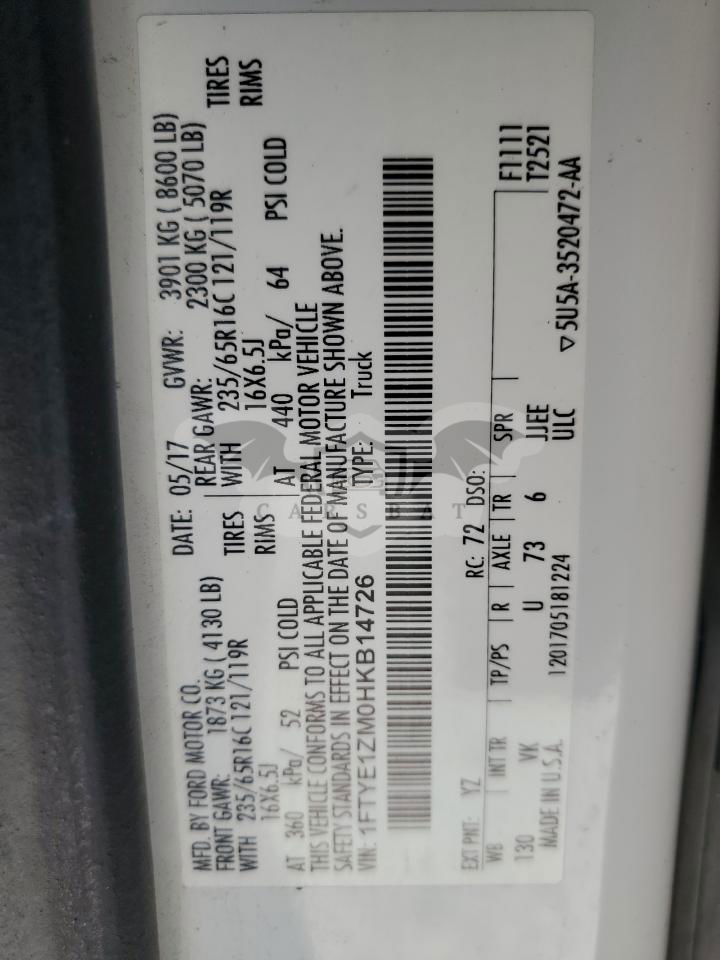 MFD. BY FORD MOTOR CO.
DATE: 05/17 GVWR: 3901 KG ( 8600 LB)
FRONT GAWR: 1873 KG ( 4130 LB) REAR GAWR: 2300 KG ( 5070 LB)
WITH 235/65R16C 121/119R TIRES WITH 235/65R16C 121/119R TIRES
16X6.5J RIMS 16X6.5J RIMS
AT 360 kPa/ 52 PSI COLD AT 440 kPa/ 64 PSI COLD
THIS VEHICLE CONFORMS TO ALL APPLICABLE FEDERAL MOTOR VEHICLE
SAFETY STANDARDS IN EFFECT ON THE DATE OF MANUFACTURE SHOWN ABOVE.
VIN: 1FTYE1ZM0HKB14726 TYPE: Truck
CARSBAT
EXT PNT: YZ RC: 72 DSO:
WB INT TR TP/PS R AXLE TR SPR F1111
130 VK U 73 6 JJEE T2521
MADE IN U.S.A. 1201705181224 ULC
▽5U5A-3520472-AA